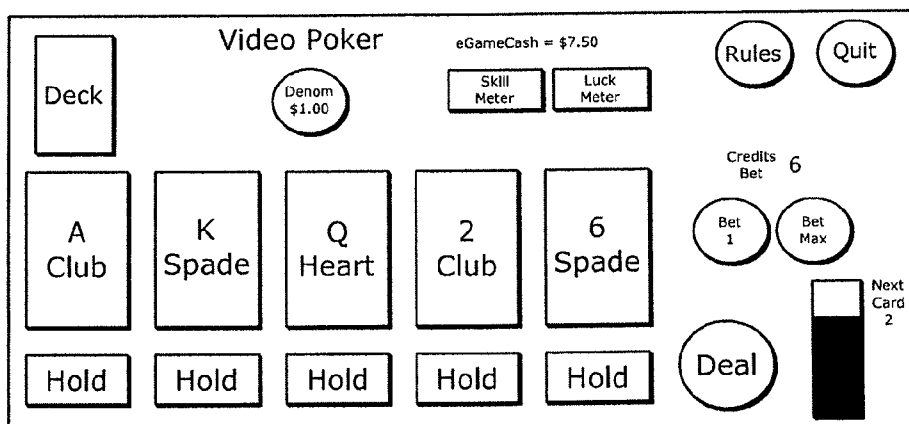 Video Poker
eGameCash = $7.50
Rules
Quit
Deck
Denom
$1.00
Skill
Meter
Luck
Meter
Credits
Bet
6
A
Club
K
Spade
Q
Heart
2
Club
6
Spade
Bet
1
Bet
Max
Next
Card
2
Hold
Hold
Hold
Hold
Hold
Deal